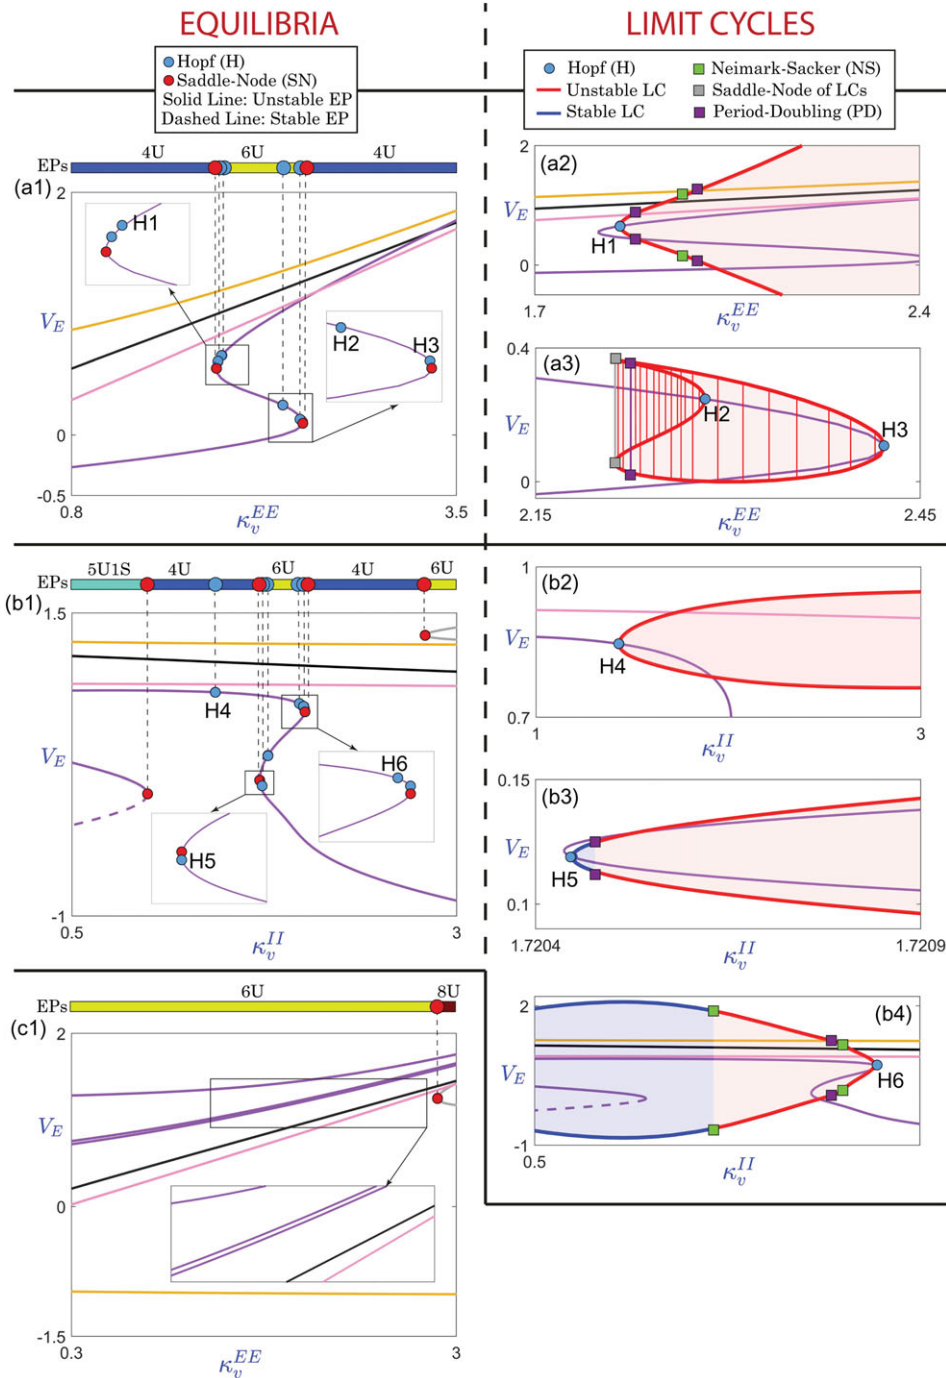 EQUILIBRIA
Hopf (H)
Saddle-Node (SN)
Solid Line: Unstable EP
Dashed Line: Stable EP
LIMIT CYCLES
Hopf (H)
Unstable LC
Stable LC
Neimark-Sacker (NS)
Saddle-Node of LCs
Period-Doubling (PD)
EPs
4U 6U 4U
(a1)
2
V_E
0
-0.5
0.8 3.5
κ_v^{EE}
H1
H2
H3
(a2)
2
V_E
0
H1
1.7 2.4
κ_v^{EE}
(a3)
0.4
V_E
0
H2
H3
2.15 2.45
κ_v^{EE}
EPs
5U1S 4U 6U 4U 6U
(b1)
1.5
V_E
-1
0.5 3
κ_v^{II}
H4
H6
H5
(b2)
1
V_E
0.7
H4
1 3
κ_v^{II}
(b3)
0.15
V_E
0.1
H5
1.7204 1.7209
κ_v^{II}
(b4)
2
V_E
-1
H6
0.5 3
κ_v^{II}
EPs
6U 8U
(c1)
2
V_E
0
-1.5
0.3 3
κ_v^{EE}